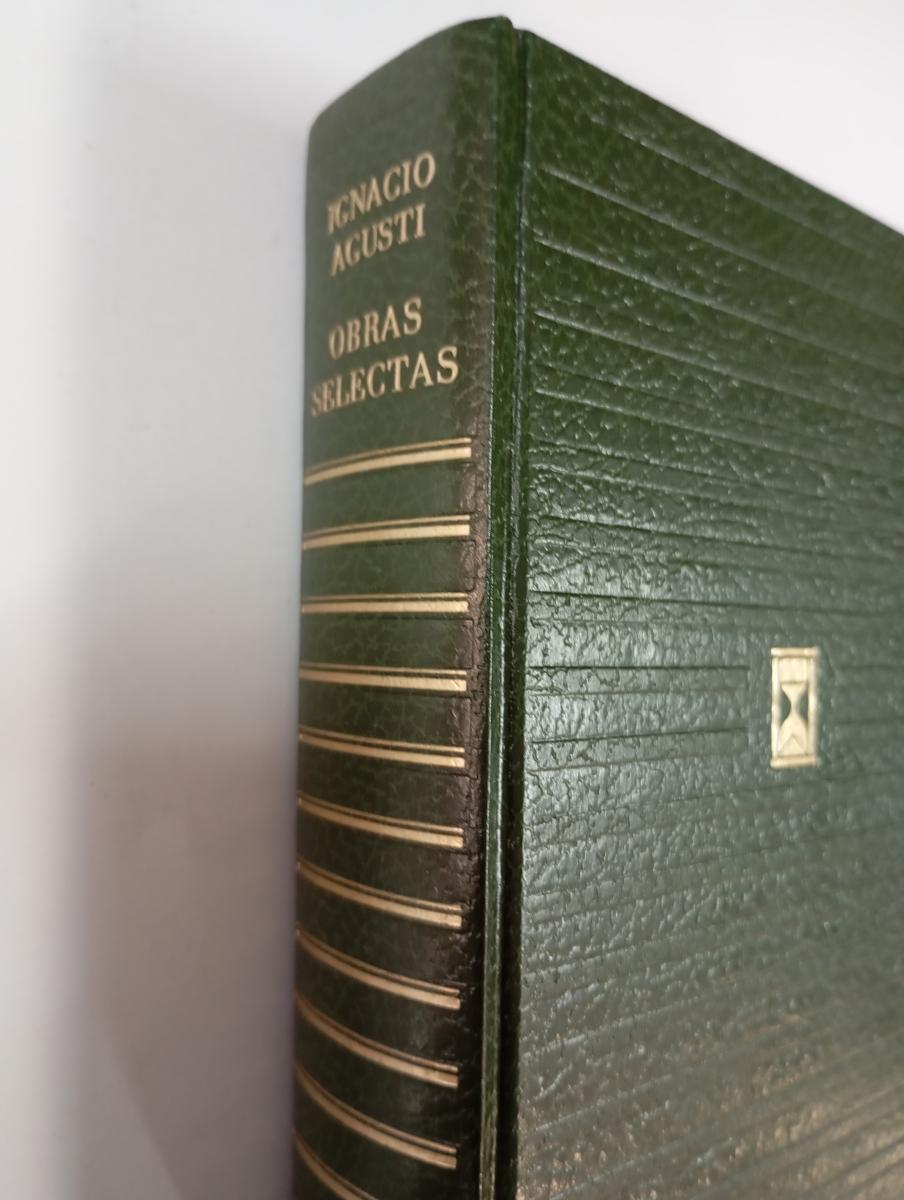 IGNACIO
AGUSTI
OBRAS
SELECTAS